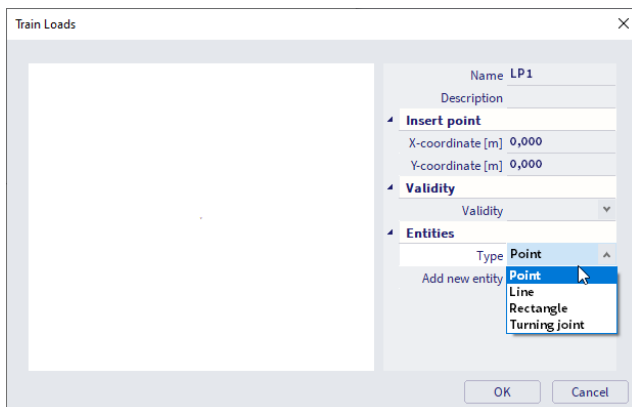 Train Loads
Name LP1
Description
Insert point
X-coordinate [m] 0,000
Y-coordinate [m] 0,000
Validity
Validity
Entities
Type Point
Add new entity
Point
Line
Rectangle
Turning joint
OK Cancel